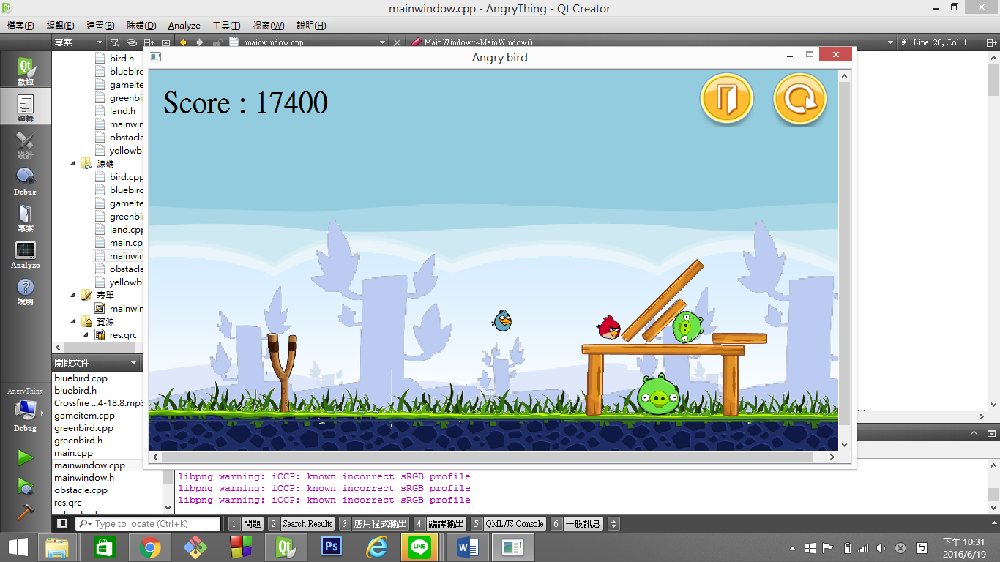 mainwindow.cpp - AngryThing - Qt Creator
檔案(F) 編輯(E) 建置(B) 除錯(D) Analyze 工具(T) 視窗(W) 說明(H)
專案
mainwindow.cpp
MainWindow::~MainWindow()
# Line: 20, Col: 1
Qt
歡迎
編輯
設計
Debug
專案
Analyze
說明
AngryThing
Debug
bird.h
bluebird
gameitem
greenbi
land.h
mainwin
obstacle
yellowb
源碼
bird.cpp
bluebird
gameite
greenbi
land.cpp
main.cp
mainwin
obstacle
yellowb
表單
mainwin
資源
res.qrc
開啟文件
bluebird.cpp
bluebird.h
Crossfire ...4-18.8.mp3
gameitem.cpp
greenbird.cpp
greenbird.h
main.cpp
mainwindow.cpp
mainwindow.h
obstacle.cpp
res.qrc
Angry bird
Score : 17400
libpng warning: iCCP: known incorrect sRGB profile
libpng warning: iCCP: known incorrect sRGB profile
libpng warning: iCCP: known incorrect sRGB profile
Type to locate (Ctrl+K)
1 問題 2 Search Results 3 應用程式輸出 4 編譯輸出 5 QML/JS Console 6 一般訊息
Qt
Ps
LINE
W
下午 10:31
2016/6/19